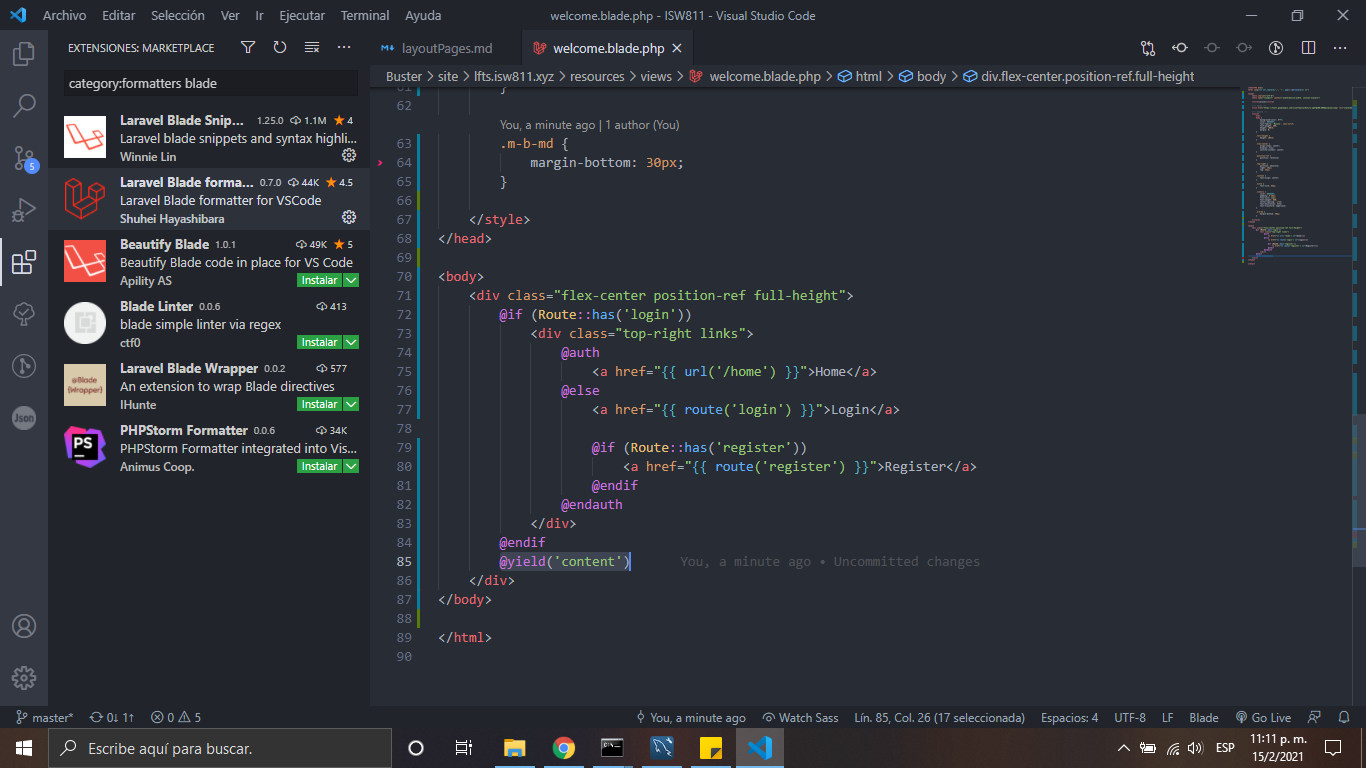 Archivo Editar Selección Ver Ir Ejecutar Terminal Ayuda welcome.blade.php - ISW811 - Visual Studio Code
EXTENSIONES: MARKETPLACE
category:formatters blade
Laravel Blade Snip... 1.25.0 1.1M 4
Laravel blade snippets and syntax highli...
Winnie Lin
Laravel Blade forma... 0.7.0 44K 4.5
Laravel Blade formatter for VSCode
Shuhei Hayashibara
Beautify Blade 1.0.1 49K 5
Beautify Blade code in place for VS Code
Apility AS Instalar
Blade Linter 0.0.6 413
blade simple linter via regex
ctf0 Instalar
Laravel Blade Wrapper 0.0.2 577
An extension to wrap Blade directives
IHunte Instalar
@Blade
{Wrapper}
PHPStorm Formatter 0.0.6 34K
PHPStorm Formatter integrated into Vis...
Animus Coop. Instalar
PS
5
Json
layoutPages.md welcome.blade.php
Buster > site > lfts.isw811.xyz > resources > views > welcome.blade.php > html > body > div.flex-center.position-ref.full-height
61 }
62
You, a minute ago | 1 author (You)
63 .m-b-md {
64 margin-bottom: 30px;
65 }
66
67 </style>
68 </head>
69
70 <body>
71 <div class="flex-center position-ref full-height">
72 @if (Route::has('login'))
73 <div class="top-right links">
74 @auth
75 <a href="{{ url('/home') }}">Home</a>
76 @else
77 <a href="{{ route('login') }}">Login</a>
78
79 @if (Route::has('register'))
80 <a href="{{ route('register') }}">Register</a>
81 @endif
82 @endauth
83 </div>
84 @endif
85 @yield('content') You, a minute ago • Uncommitted changes
86 </div>
87 </body>
88
89 </html>
90
master* 0↓ 1↑ 0 5 You, a minute ago Watch Sass Lín. 85, Col. 26 (17 seleccionada) Espacios: 4 UTF-8 LF Blade Go Live
Escribe aquí para buscar. ESP 11:11 p. m.
15/2/2021